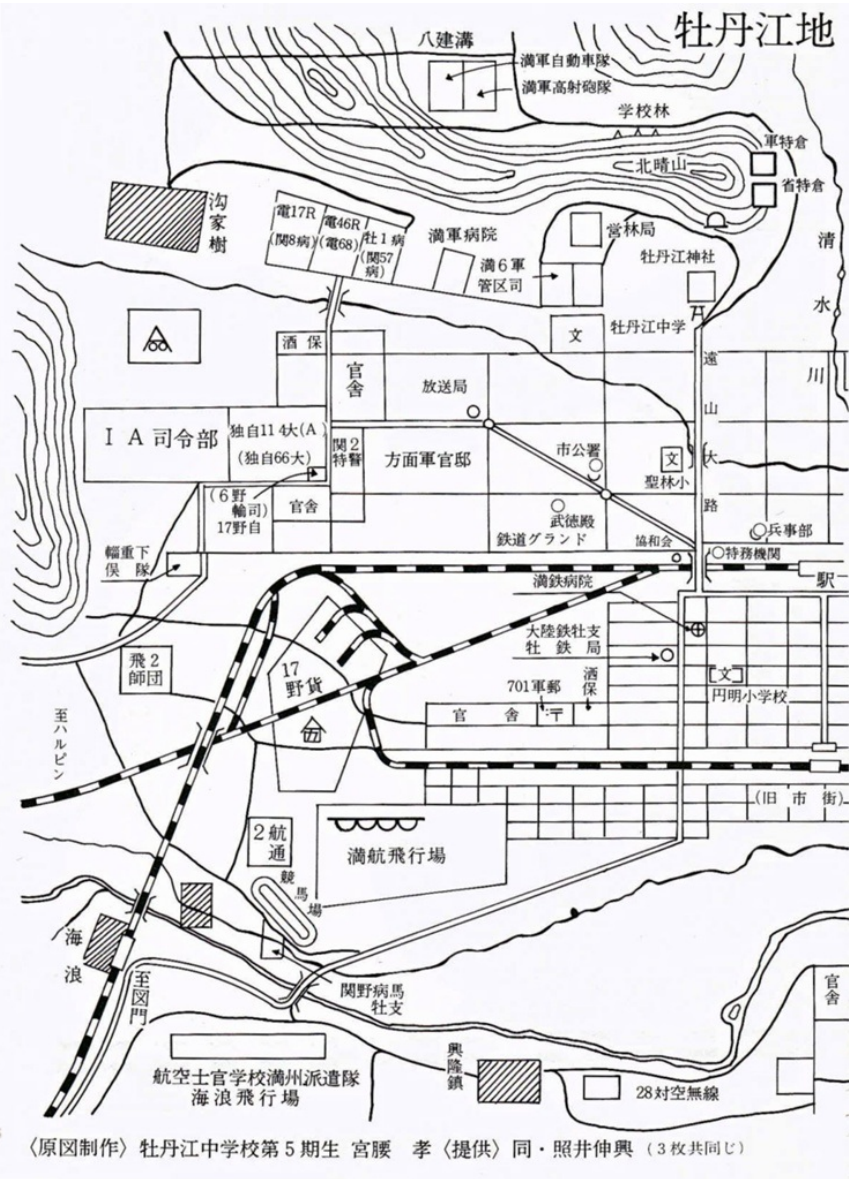 牡丹江地
八建溝
満軍自動車隊
満軍高射砲隊
学校林
軍特倉
北晴山
省特倉
沟家樹
電17R
(関8病)
電46R
(電68)
牡1病
(関57病)
満軍病院
営林局
満6軍
管区司
牡丹江神社
清水
川
文
牡丹江中学
遠山大路
酒保
官舎
放送局
IA司令部
独自114大(A)
(独自66大)
関2
特警
方面軍官邸
市公署
文
聖林小
(6野
輸司)
17野自
官舎
武徳殿
鉄道グランド
協和会
兵事部
特務機関
輜重下
俣隊
満鉄病院
駅
大陸鉄牡支
牡鉄局
飛2
師団
17
野貨
酒保
文
円明小学校
701軍郵
官舎
〒
至ハルビン
(旧市街)
2航
通
満航飛行場
競馬場
海浪
至図門
関野病馬
牡支
官舎
興隆鎮
航空士官学校満州派遣隊
海浪飛行場
28対空無線
〈原図制作〉牡丹江中学校第5期生 宮腰 孝〈提供〉同・照井伸興(3枚共同じ)